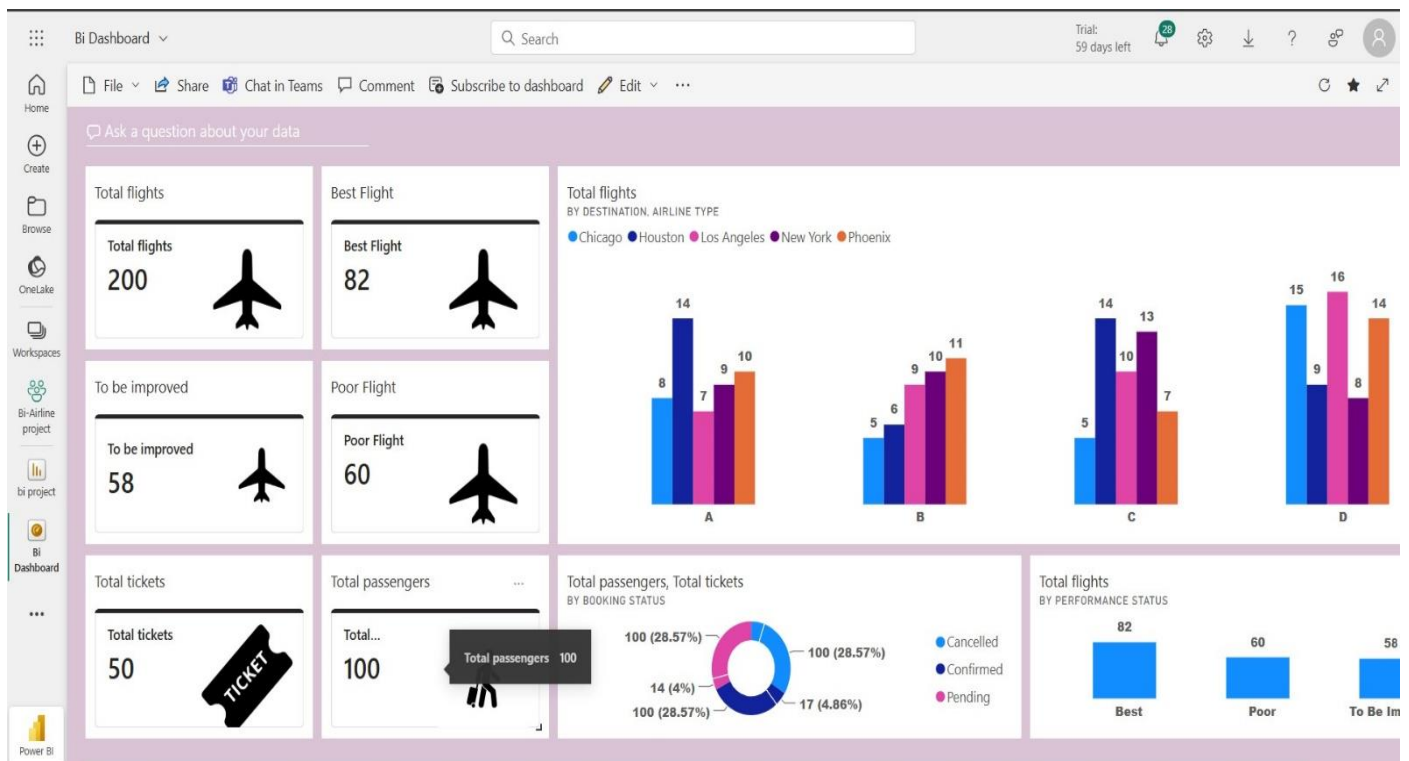 Bi Dashboard
Search
Trial:
59 days left
28
File
Share
Chat in Teams
Comment
Subscribe to dashboard
Edit
Home
Create
Browse
OneLake
Workspaces
Bi-Airline
project
bi project
Bi
Dashboard
Power BI
Ask a question about your data
Total flights
Total flights
200
Best Flight
Best Flight
82
To be improved
To be improved
58
Poor Flight
Poor Flight
60
Total tickets
Total tickets
50
TICKET
Total passengers
...
Total...
100
Total passengers 100
Total flights
BY DESTINATION, AIRLINE TYPE
Chicago Houston Los Angeles New York Phoenix
8 14 7 9 10
5 6 9 10 11
5 14 10 13 7
15 9 16 8 14
A B C D
Total passengers, Total tickets
BY BOOKING STATUS
100 (28.57%)
100 (28.57%)
14 (4%)
17 (4.86%)
100 (28.57%)
Cancelled
Confirmed
Pending
Total flights
BY PERFORMANCE STATUS
82 60 58
Best Poor To Be Im